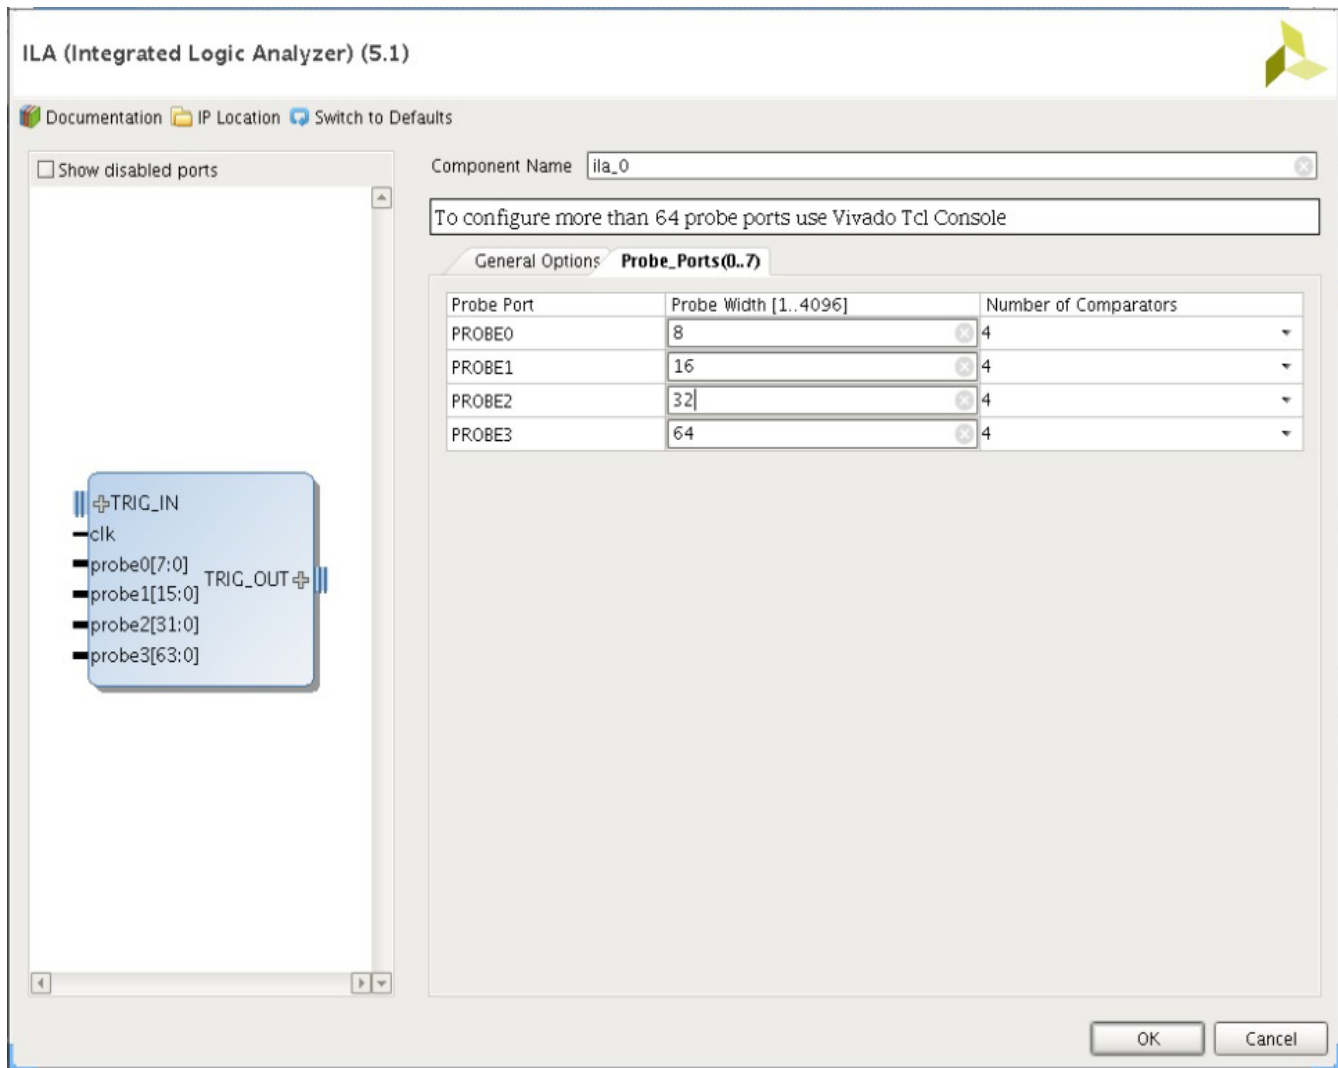 ILA (Integrated Logic Analyzer) (5.1)
Documentation IP Location Switch to Defaults
Show disabled ports
Component Name ila_0
To configure more than 64 probe ports use Vivado Tcl Console
General Options Probe_Ports(0..7)
Probe Port Probe Width [1..4096] Number of Comparators
PROBE0 8 4
PROBE1 16 4
PROBE2 32 4
PROBE3 64 4
TRIG_IN
clk
probe0[7:0]
TRIG_OUT
probe1[15:0]
probe2[31:0]
probe3[63:0]
OK Cancel